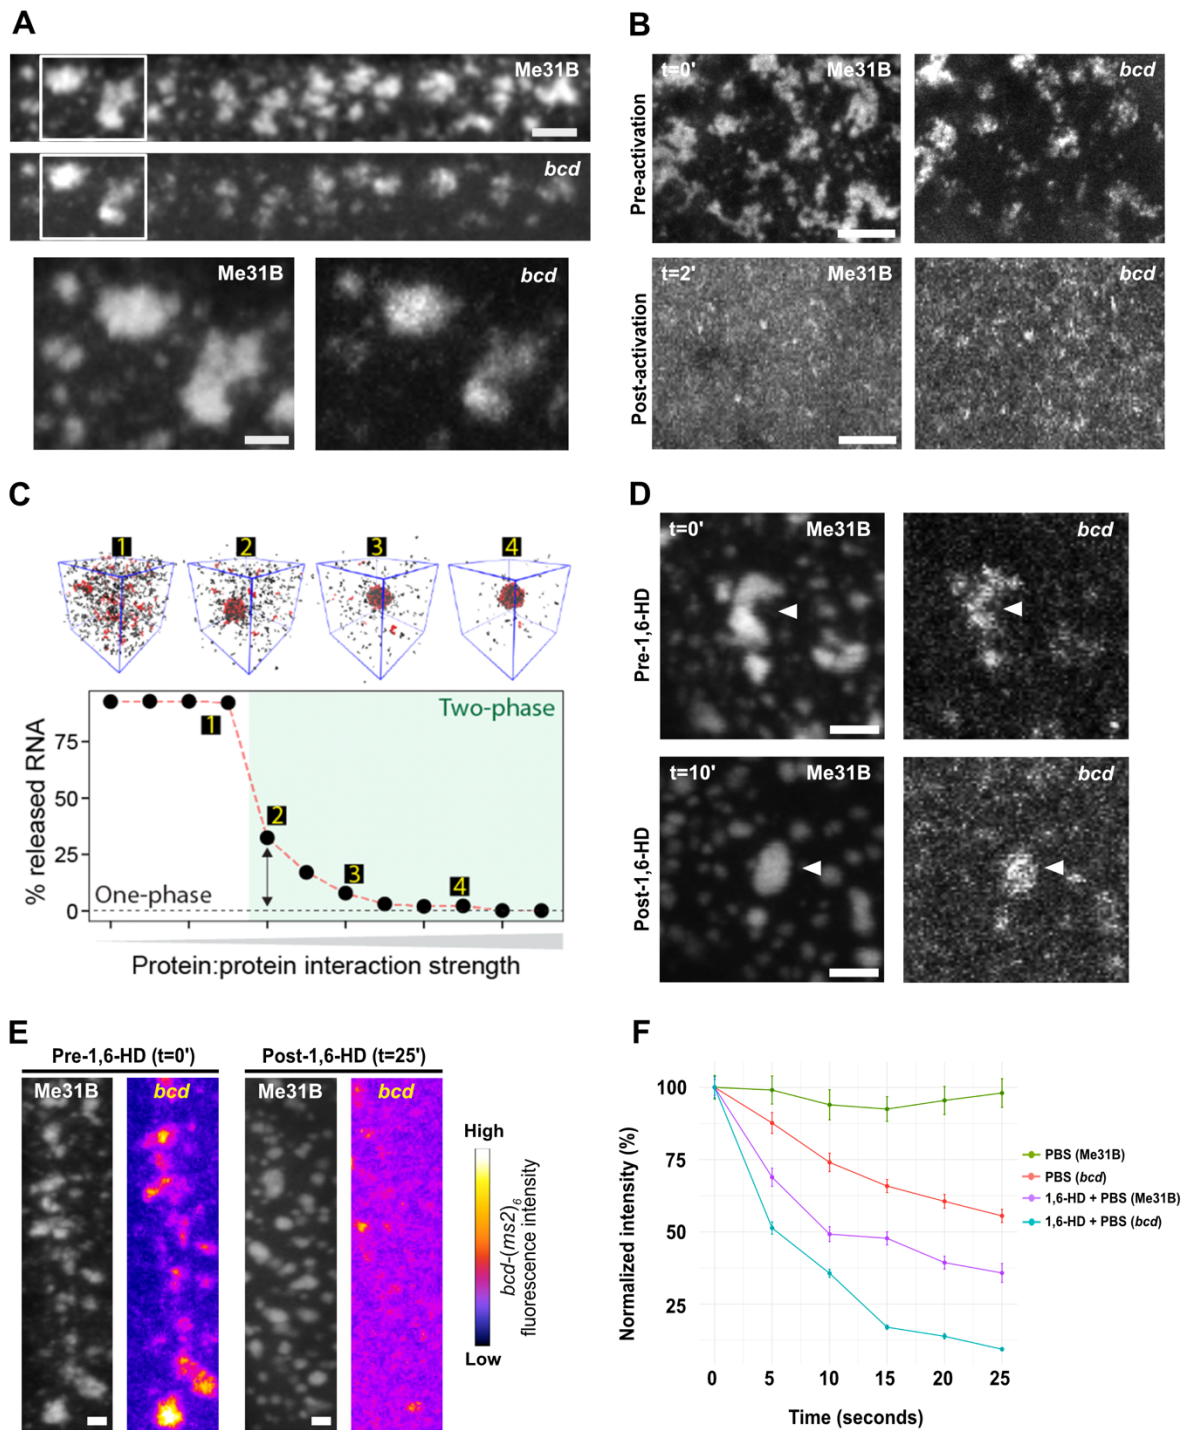 A
Me31B
bcd
Me31B
bcd
B
Pre-activation
t=0'
Me31B
bcd
Post-activation
t=2'
Me31B
bcd
C
1
2
3
4
% released RNA
75
50
25
0
1
2
3
4
Two-phase
One-phase
Protein:protein interaction strength
D
Pre-1,6-HD
t=0'
Me31B
bcd
Post-1,6-HD
t=10'
Me31B
bcd
E
Pre-1,6-HD (t=0')
Post-1,6-HD (t=25')
Me31B
bcd
Me31B
bcd
High
Low
bcd-(ms2)6
fluorescence intensity
F
Normalized intensity (%)
100
75
50
25
0
5
10
15
20
25
Time (seconds)
PBS (Me31B)
PBS (bcd)
1,6-HD + PBS (Me31B)
1,6-HD + PBS (bcd)